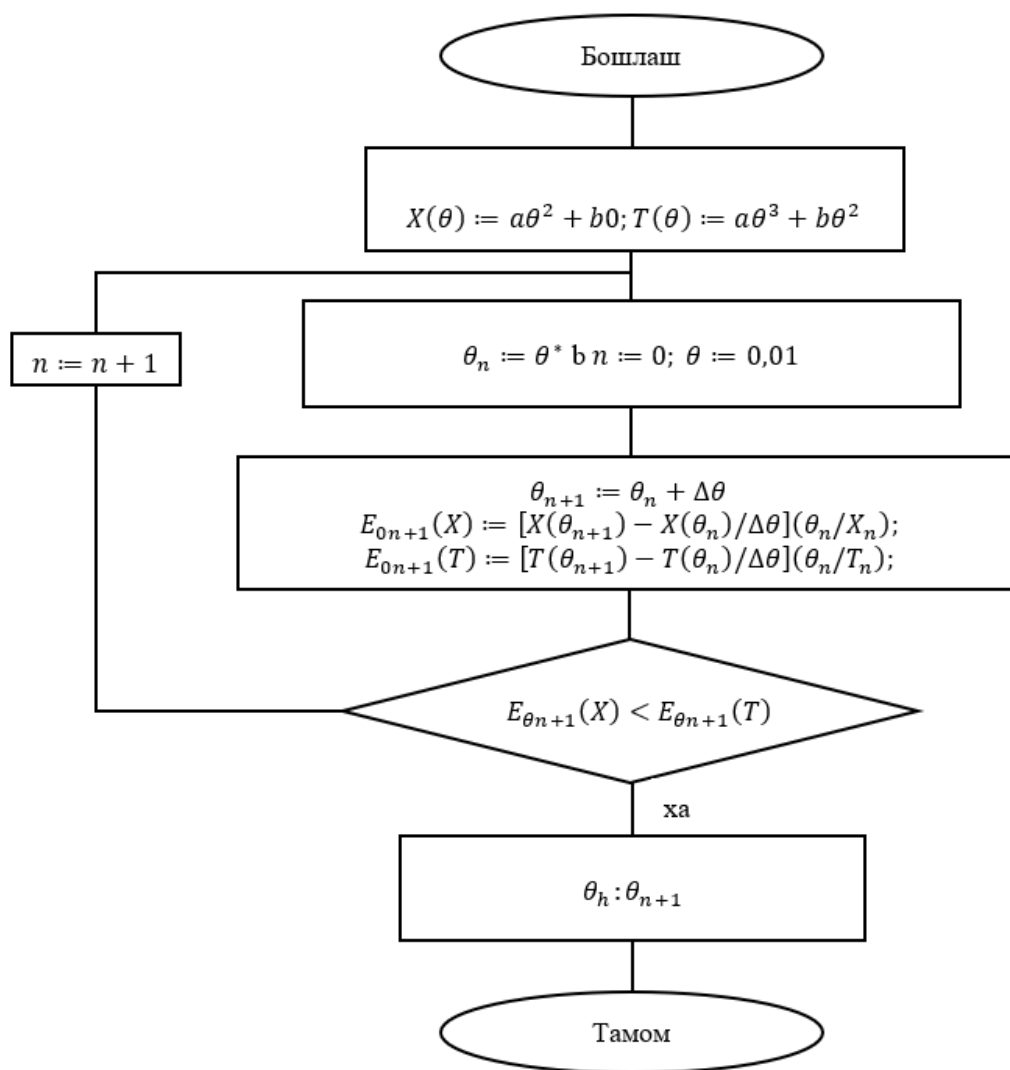 Бошлаш
X(θ) := aθ² + b0; T(θ) := aθ³ + bθ²
n := n + 1
θₙ := θ* b n := 0; θ := 0,01
θₙ₊₁ := θₙ + Δθ
E₀ₙ₊₁(X) := [X(θₙ₊₁) − X(θₙ)/Δθ](θₙ/Xₙ);
E₀ₙ₊₁(T) := [T(θₙ₊₁) − T(θₙ)/Δθ](θₙ/Tₙ);
E_θₙ₊₁(X) < E_θₙ₊₁(T)
ха
θₕ:θₙ₊₁
Тамом